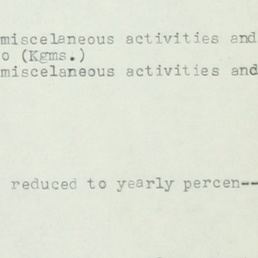 miscelaneous activities and
o (Kgms.)
miscelaneous activities and
reduced to yearly percen--